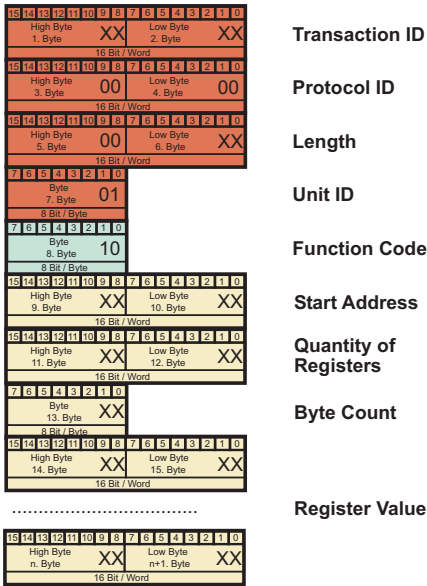 15 14 13 12 11 10 9 8 7 6 5 4 3 2 1 0
High Byte XX Low Byte XX
1. Byte 2. Byte
16 Bit / Word
Transaction ID
15 14 13 12 11 10 9 8 7 6 5 4 3 2 1 0
High Byte 00 Low Byte 00
3. Byte 4. Byte
16 Bit / Word
Protocol ID
15 14 13 12 11 10 9 8 7 6 5 4 3 2 1 0
High Byte 00 Low Byte XX
5. Byte 6. Byte
16 Bit / Word
Length
7 6 5 4 3 2 1 0
Byte 01
7. Byte
8 Bit / Byte
Unit ID
7 6 5 4 3 2 1 0
Byte 10
8. Byte
8 Bit / Byte
Function Code
15 14 13 12 11 10 9 8 7 6 5 4 3 2 1 0
High Byte XX Low Byte XX
9. Byte 10. Byte
16 Bit / Word
Start Address
15 14 13 12 11 10 9 8 7 6 5 4 3 2 1 0
High Byte XX Low Byte XX
11. Byte 12. Byte
16 Bit / Word
Quantity of
Registers
7 6 5 4 3 2 1 0
Byte XX
13. Byte
8 Bit / Byte
Byte Count
15 14 13 12 11 10 9 8 7 6 5 4 3 2 1 0
High Byte XX Low Byte XX
14. Byte 15. Byte
16 Bit / Word
.................................. Register Value
15 14 13 12 11 10 9 8 7 6 5 4 3 2 1 0
High Byte XX Low Byte XX
n. Byte n+1. Byte
16 Bit / Word